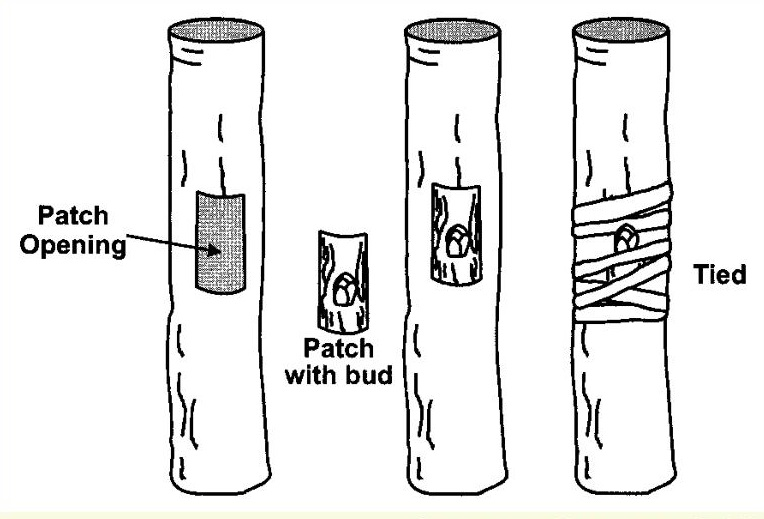 Patch
Opening
Patch
with bud
Tied